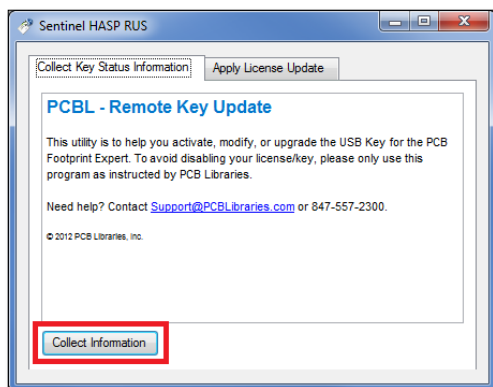 Sentinel HASP RUS
Collect Key Status Information
Apply License Update
PCBL - Remote Key Update
This utility is to help you activate, modify, or upgrade the USB Key for the PCB
Footprint Expert. To avoid disabling your license/key, please only use this
program as instructed by PCB Libraries.
Need help? Contact Support@PCBLibraries.com or 847-557-2300.
© 2012 PCB Libraries, Inc.
Collect Information